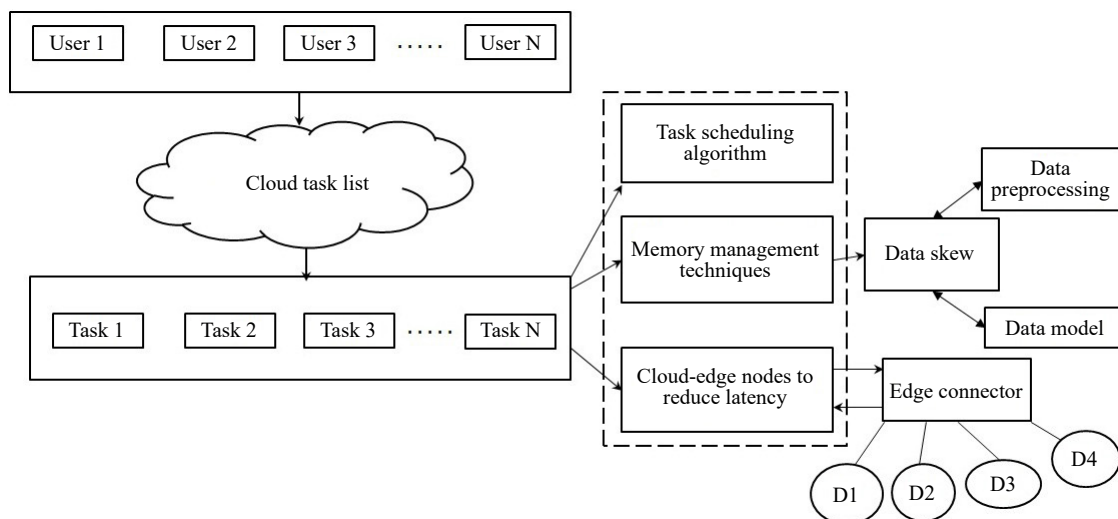 User 1
User 2
User 3
.....
User N
Cloud task list
Task 1
Task 2
Task 3
.....
Task N
Task scheduling
algorithm
Memory management
techniques
Cloud-edge nodes to
reduce latency
Data skew
Data
preprocessing
Data model
Edge connector
D1
D2
D3
D4